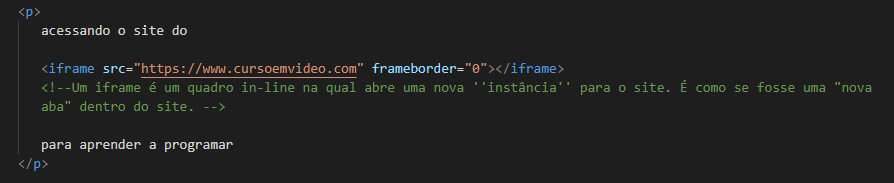 <p>
acessando o site do
<iframe src="https://www.cursoemvideo.com" frameborder="0"></iframe>
<!--Um iframe é um quadro in-line na qual abre uma nova ''instância'' para o site. É como se fosse uma "nova
aba" dentro do site. -->
para aprender a programar
</p>